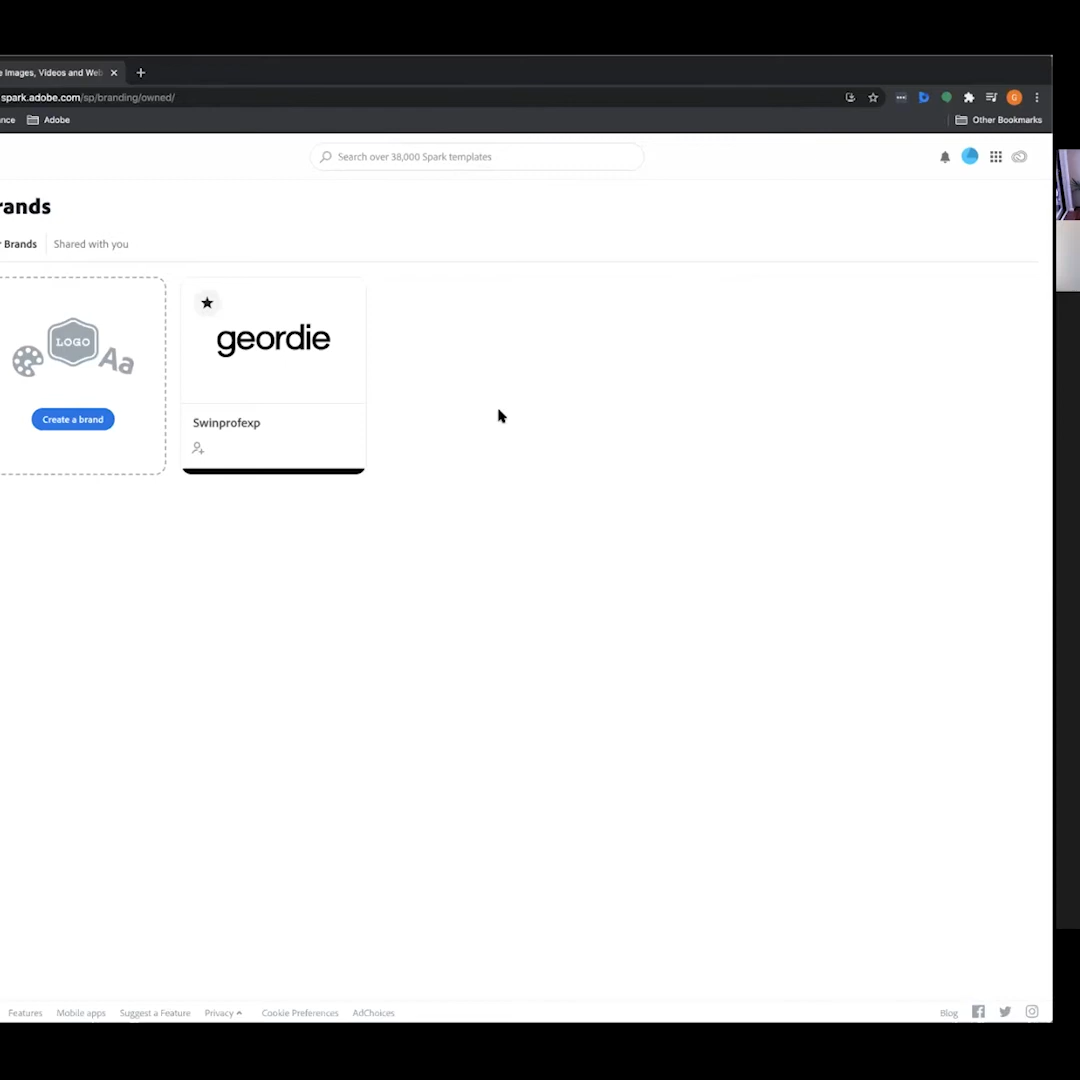 e Images, Videos and Web
spark.adobe.com/sp/branding/owned/
nce Adobe Other Bookmarks
Search over 38,000 Spark templates
rands
r Brands Shared with you
LOGO
Aa
geordie
Create a brand
Swinprofexp
Features Mobile apps Suggest a Feature Privacy Cookie Preferences AdChoices Blog